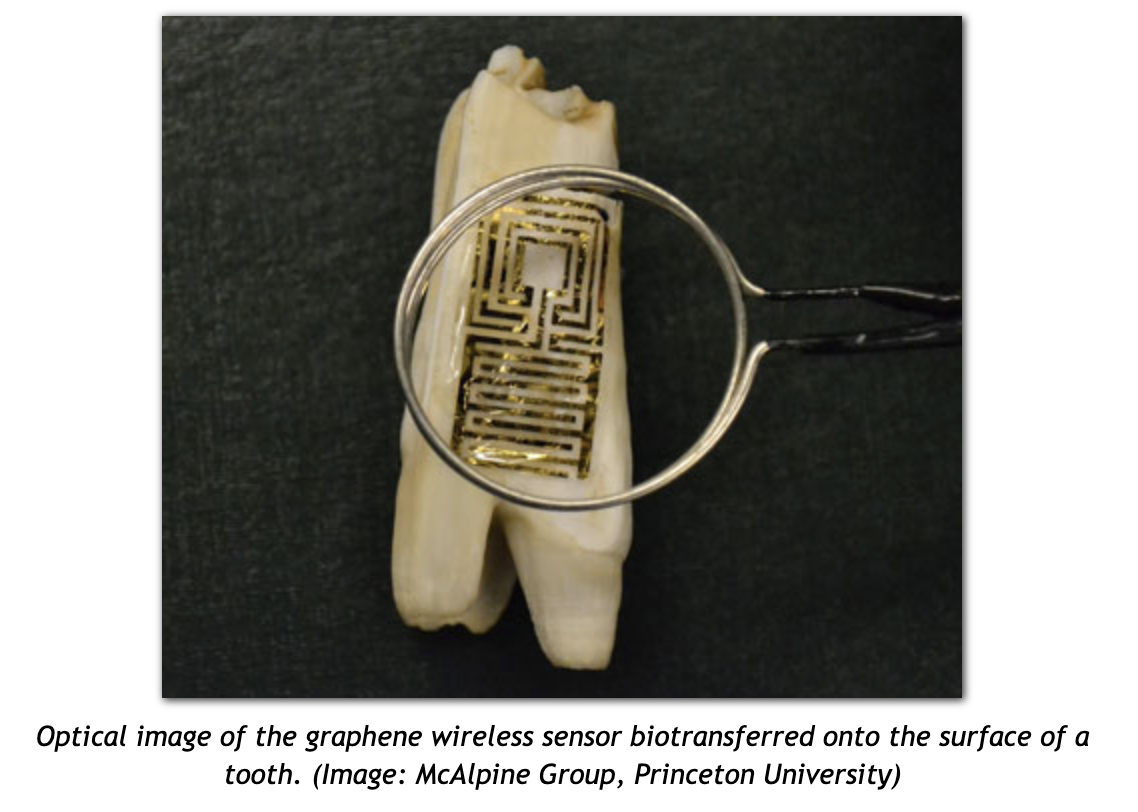 Optical image of the graphene wireless sensor biotransferred onto the surface of a
tooth. (Image: McAlpine Group, Princeton University)